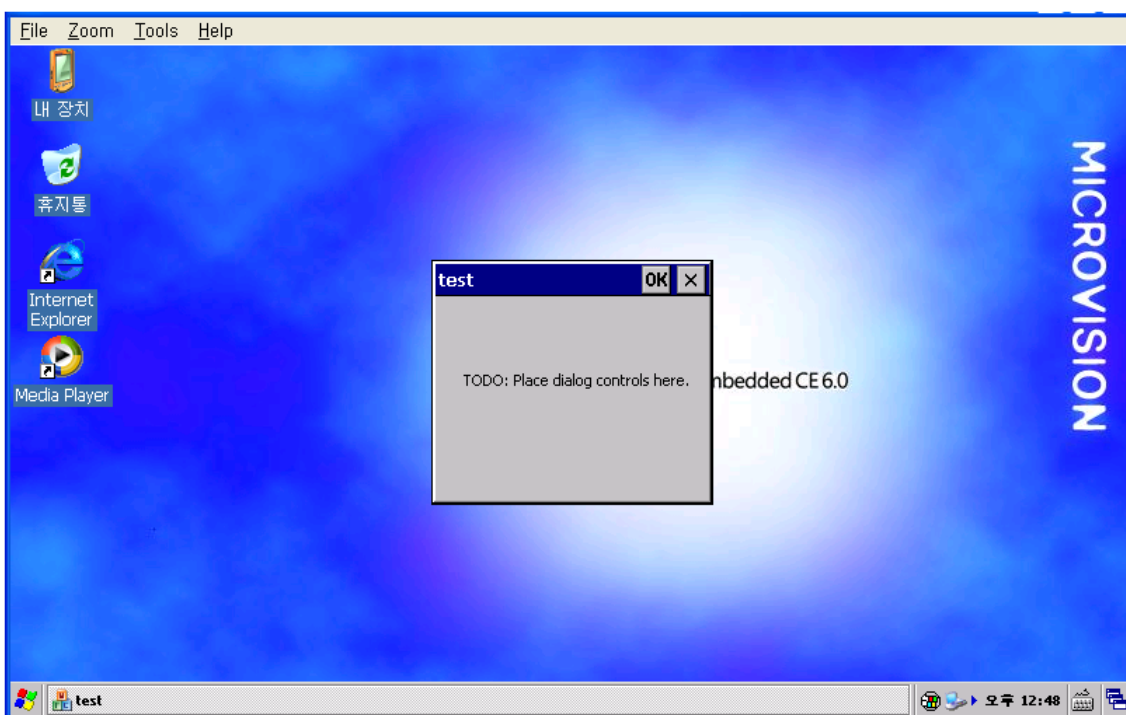 File Zoom Tools Help
내 장치
휴지통
Internet
Explorer
Media Player
test OK
TODO: Place dialog controls here.
mbedded CE 6.0
MICROVISION
test
오후 12:48